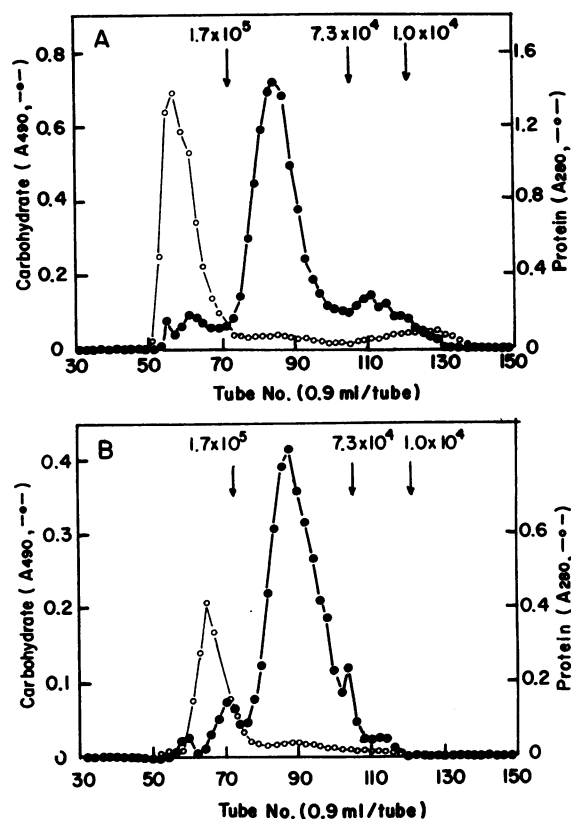 A
1.7x10⁵ 7.3x10⁴ 1.0x10⁴
0.8
0.6
0.4
0.2
0
Carbohydrate (A490, –●–)
1.6
1.2
0.8
0.4
0
Protein (A280, –o–)
30 50 70 90 110 130 150
Tube No. (0.9 ml/tube)
B
1.7x10⁵ 7.3x10⁴ 1.0x10⁴
0.4
0.3
0.2
0.1
0
Carbohydrate (A490, –●–)
0.6
0.4
0.2
0
Protein (A280, –o–)
30 50 70 90 110 130 150
Tube No. (0.9 ml/tube)